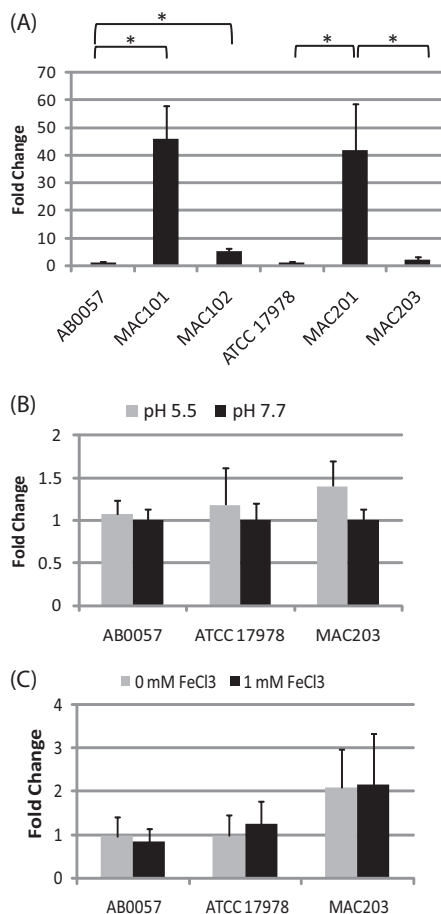 (A)
* *
* * *
70
60
50
40
30
20
10
0
Fold Change
AB0057 MAC101 MAC102 ATCC 17978 MAC201 MAC203
(B)
pH 5.5 pH 7.7
2
1.5
1
0.5
0
Fold Change
AB0057 ATCC 17978 MAC203
(C)
0 mM FeCl3 1 mM FeCl3
4
3
2
1
0
Fold Change
AB0057 ATCC 17978 MAC203